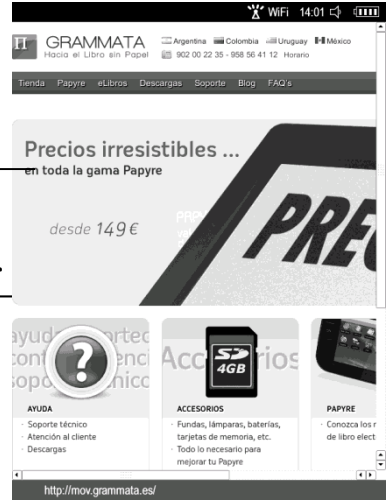 WiFi 14:01
GRAMMATA
Hacia el Libro sin Papel
Argentina Colombia Uruguay México
902 00 22 35 - 958 56 41 12 Horario
Tienda Papyre eLibros Descargas Soporte Blog FAQ's
Precios irresistibles ...
en toda la gama Papyre
desde 149 €
PRE
AYUDA
· Soporte técnico
· Atención al cliente
· Descargas
4GB
ACCESORIOS
· Fundas, lámparas, baterías,
tarjetas de memoria, etc.
· Todo lo necesario para
mejorar tu Papyre
PAPYRE
· Conozca los
de libro elect
http://mov.grammata.es/